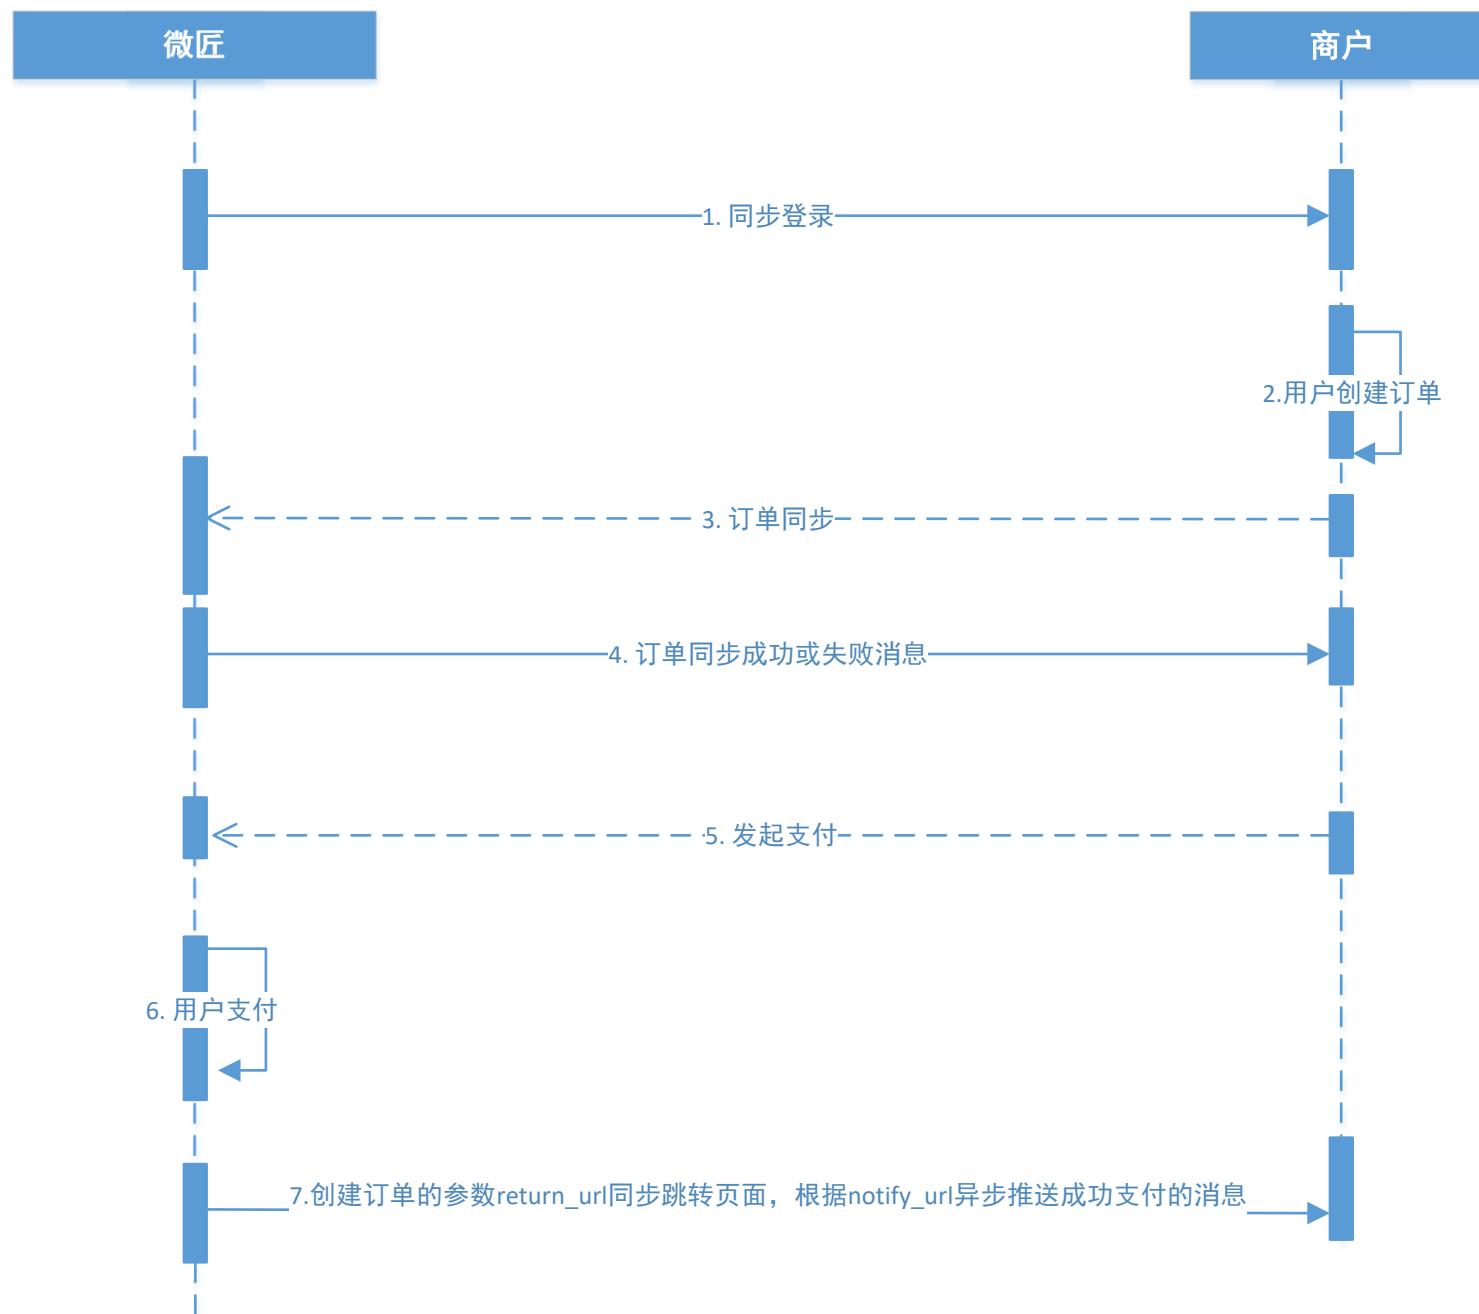 微匠
商户
1. 同步登录
2.用户创建订单
3. 订单同步
4. 订单同步成功或失败消息
5. 发起支付
6. 用户支付
7.创建订单的参数return_url同步跳转页面，根据notify_url异步推送成功支付的消息